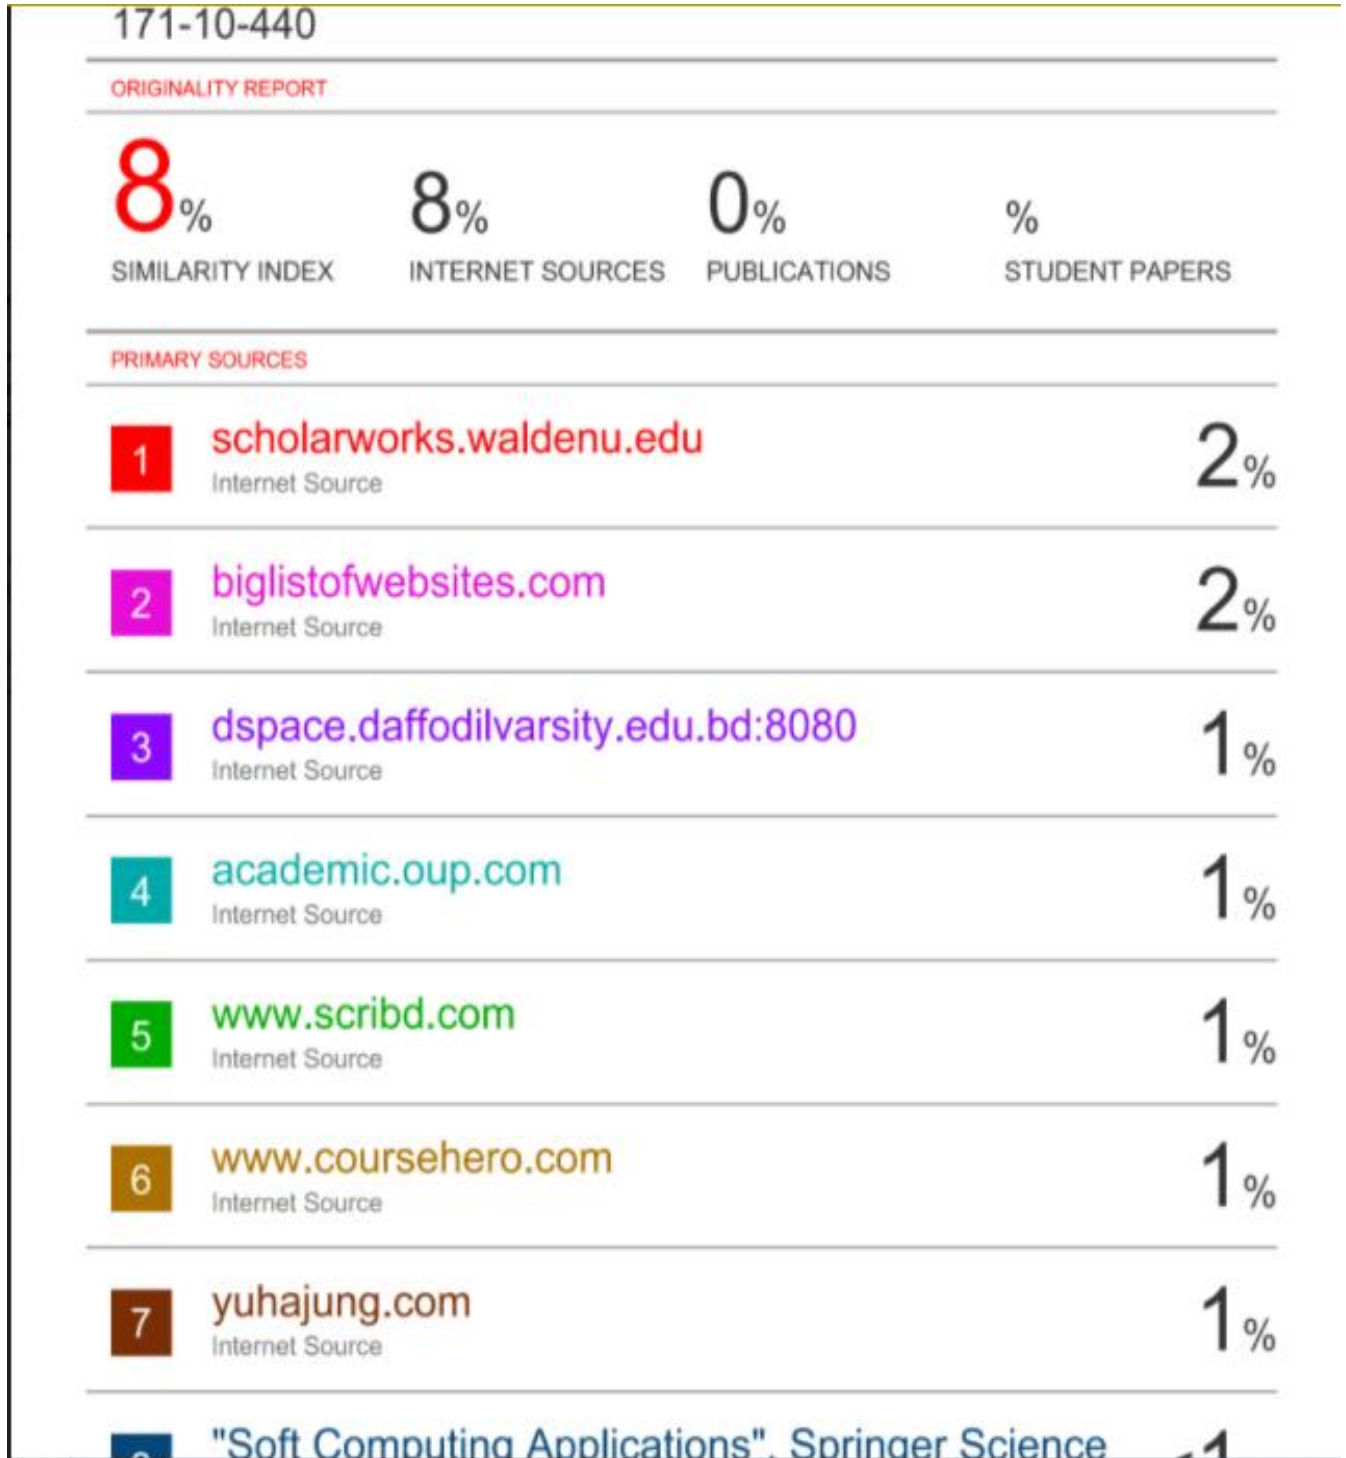 171-10-440
ORIGINALITY REPORT
8% 8% 0% %
SIMILARITY INDEX INTERNET SOURCES PUBLICATIONS STUDENT PAPERS
PRIMARY SOURCES
1 scholarworks.waldenu.edu 2%
Internet Source
2 biglistofwebsites.com 2%
Internet Source
3 dspace.daffodilvarsity.edu.bd:8080 1%
Internet Source
4 academic.oup.com 1%
Internet Source
5 www.scribd.com 1%
Internet Source
6 www.coursehero.com 1%
Internet Source
7 yuhajung.com 1%
Internet Source
"Soft Computing Applications", Springer Science <1